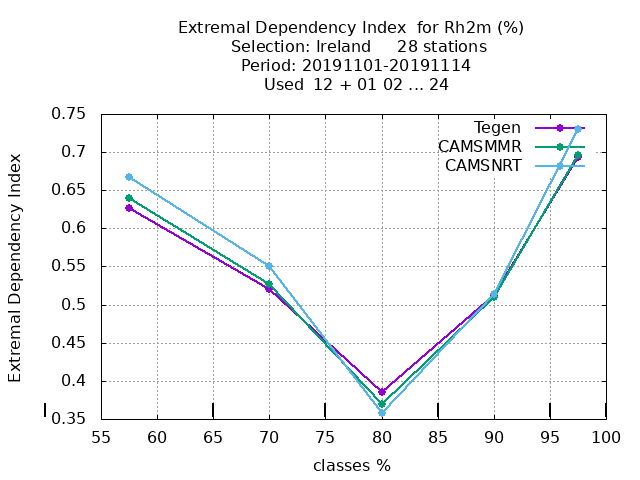 Extremal Dependency Index  for Rh2m (%)
Selection: Ireland     28 stations
Period: 20191101-20191114
Used  12 + 01 02 ... 24
Extremal Dependency Index
0.75
0.7
0.65
0.6
0.55
0.5
0.45
0.4
0.35
Tegen
CAMSMMR
CAMSNRT
55 60 65 70 75 80 85 90 95 100
classes %